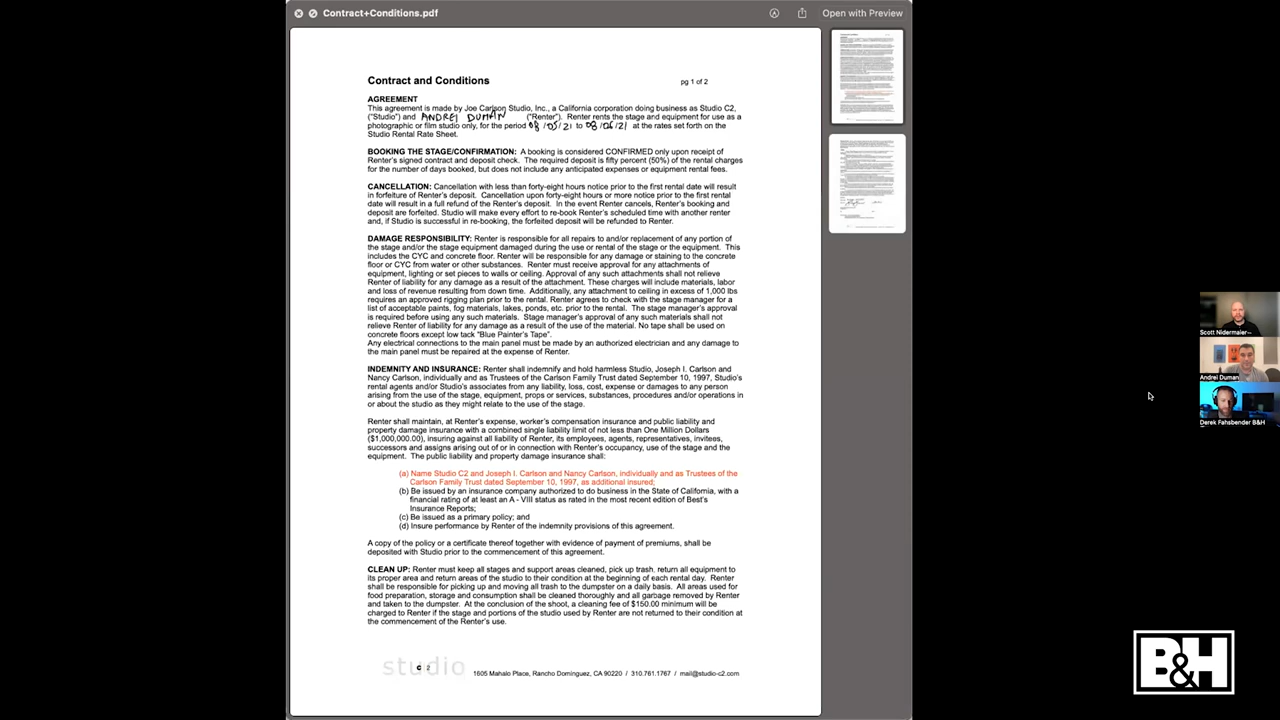 Contract+Conditions.pdf
Open with Preview
Contract and Conditions
pg 1 of 2
AGREEMENT
This agreement is made by Joe Carlson Studio, Inc., a California corporation doing business as Studio C2,
("Studio") and ANDREI DUMAN ("Renter"). Renter rents the stage and equipment for use as a
photographic or film studio only, for the period 08/05/21 to 08/06/21 at the rates set forth on the
Studio Rental Rate Sheet.
BOOKING THE STAGE/CONFIRMATION: A booking is considered CONFIRMED only upon receipt of
Renter's signed contract and deposit check. The required deposit is fifty percent (50%) of the rental charges
for the number of days booked, but does not include any anticipated expenses or equipment rental fees.
CANCELLATION: Cancellation with less than forty-eight hours notice prior to the first rental date will result
in forfeiture of Renter's deposit. Cancellation upon forty-eight hours or more notice prior to the first rental
date will result in a full refund of the Renter's deposit. In the event Renter cancels, Renter's booking and
deposit are forfeited. Studio will make every effort to re-book Renter's scheduled time with another renter
and, if Studio is successful in re-booking, the forfeited deposit will be refunded to Renter.
DAMAGE RESPONSIBILITY: Renter is responsible for all repairs to and/or replacement of any portion of
the stage and/or the stage equipment damaged during the use or rental of the stage or the equipment. This
includes the CYC and concrete floor. Renter will be responsible for any damage or staining to the concrete
floor or CYC from water or other substances. Renter must receive approval for any attachments of
equipment, lighting or set pieces to walls or ceiling. Approval of any such attachments shall not relieve
Renter of liability for any damage as a result of the attachment. These charges will include materials, labor
and loss of revenue resulting from down time. Additionally, any attachment to ceiling in excess of 1,000 lbs
requires an approved rigging plan prior to the rental. Renter agrees to check with the stage manager for a
list of acceptable paints, fog materials, lakes, ponds, etc. prior to the rental. The stage manager's approval
is required before using any such materials. Stage manager's approval of any such materials shall not
relieve Renter of liability for any damage as a result of the use of the material. No tape shall be used on
concrete floors except low tack "Blue Painter's Tape".
Any electrical connections to the main panel must be made by an authorized electrician and any damage to
the main panel must be repaired at the expense of Renter.
INDEMNITY AND INSURANCE: Renter shall indemnify and hold harmless Studio, Joseph I. Carlson and
Nancy Carlson, individually and as Trustees of the Carlson Family Trust dated September 10, 1997, Studio's
rental agents and/or Studio's associates from any liability, loss, cost, expense or damages to any person
arising from the use of the stage, equipment, props or services, substances, procedures and/or operations in
or about the studio as they might relate to the use of the stage.
Renter shall maintain, at Renter's expense, worker's compensation insurance and public liability and
property damage insurance with a combined single liability limit of not less than One Million Dollars
($1,000,000.00), insuring against all liability of Renter, its employees, agents, representatives, invitees,
successors and assigns arising out of or in connection with Renter's occupancy, use of the stage and the
equipment. The public liability and property damage insurance shall:
(a) Name Studio C2 and Joseph I. Carlson and Nancy Carlson, individually and as Trustees of the
Carlson Family Trust dated September 10, 1997, as additional insured;
(b) Be issued by an insurance company authorized to do business in the State of California, with a
financial rating of at least an A - VIII status as rated in the most recent edition of Best's
Insurance Reports;
(c) Be issued as a primary policy; and
(d) Insure performance by Renter of the indemnity provisions of this agreement.
A copy of the policy or a certificate thereof together with evidence of payment of premiums, shall be
deposited with Studio prior to the commencement of this agreement.
CLEAN UP: Renter must keep all stages and support areas cleaned, pick up trash, return all equipment to
its proper area and return areas of the studio to their condition at the beginning of each rental day. Renter
shall be responsible for picking up and moving all trash to the dumpster on a daily basis. All areas used for
food preparation, storage and consumption shall be cleaned thoroughly and all garbage removed by Renter
and taken to the dumpster. At the conclusion of the shoot, a cleaning fee of $150.00 minimum will be
charged to Renter if the stage and portions of the studio used by Renter are not returned to their condition at
the commencement of the Renter's use.
studio
c 2
1605 Mahalo Place, Rancho Dominguez, CA 90220 / 310.761.1767 / mail@studio-c2.com
Scott Nidermaier
Andrei Duman
Derek Fahsbender B&H
B&H